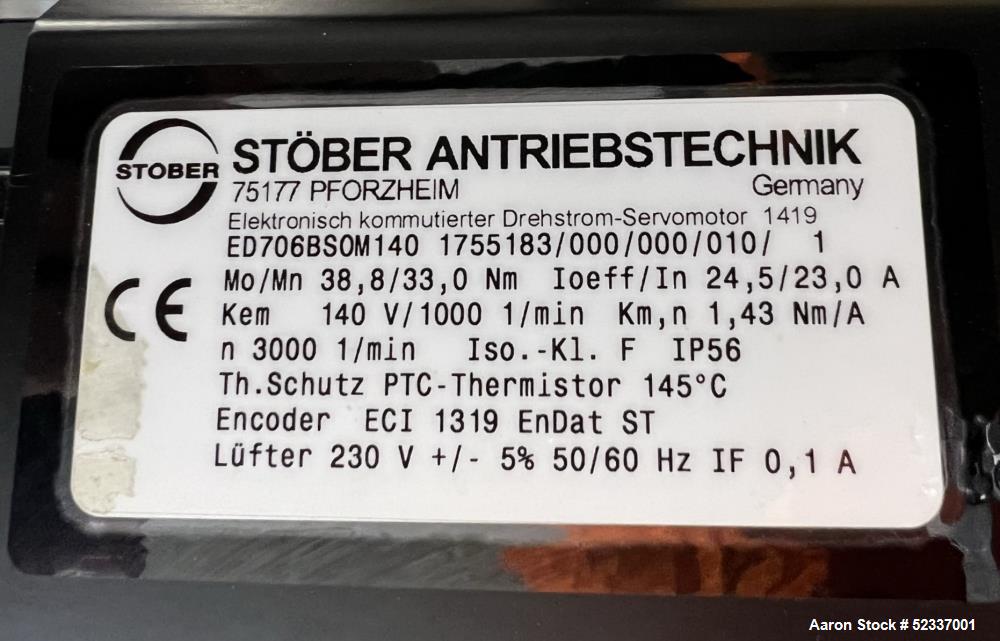 STOBER
STÖBER ANTRIEBSTECHNIK
75177 PFORZHEIM Germany
Elektronisch kommutierter Drehstrom-Servomotor 1419
ED706BSOM140 1755183/000/000/010/ 1
Mo/Mn 38,8/33,0 Nm Ioeff/In 24,5/23,0 A
Kem 140 V/1000 1/min Km,n 1,43 Nm/A
n 3000 1/min Iso.-Kl. F IP56
Th.Schutz PTC-Thermistor 145°C
Encoder ECI 1319 EnDat ST
Lüfter 230 V +/- 5% 50/60 Hz IF 0,1 A
CE
Aaron Stock # 52337001